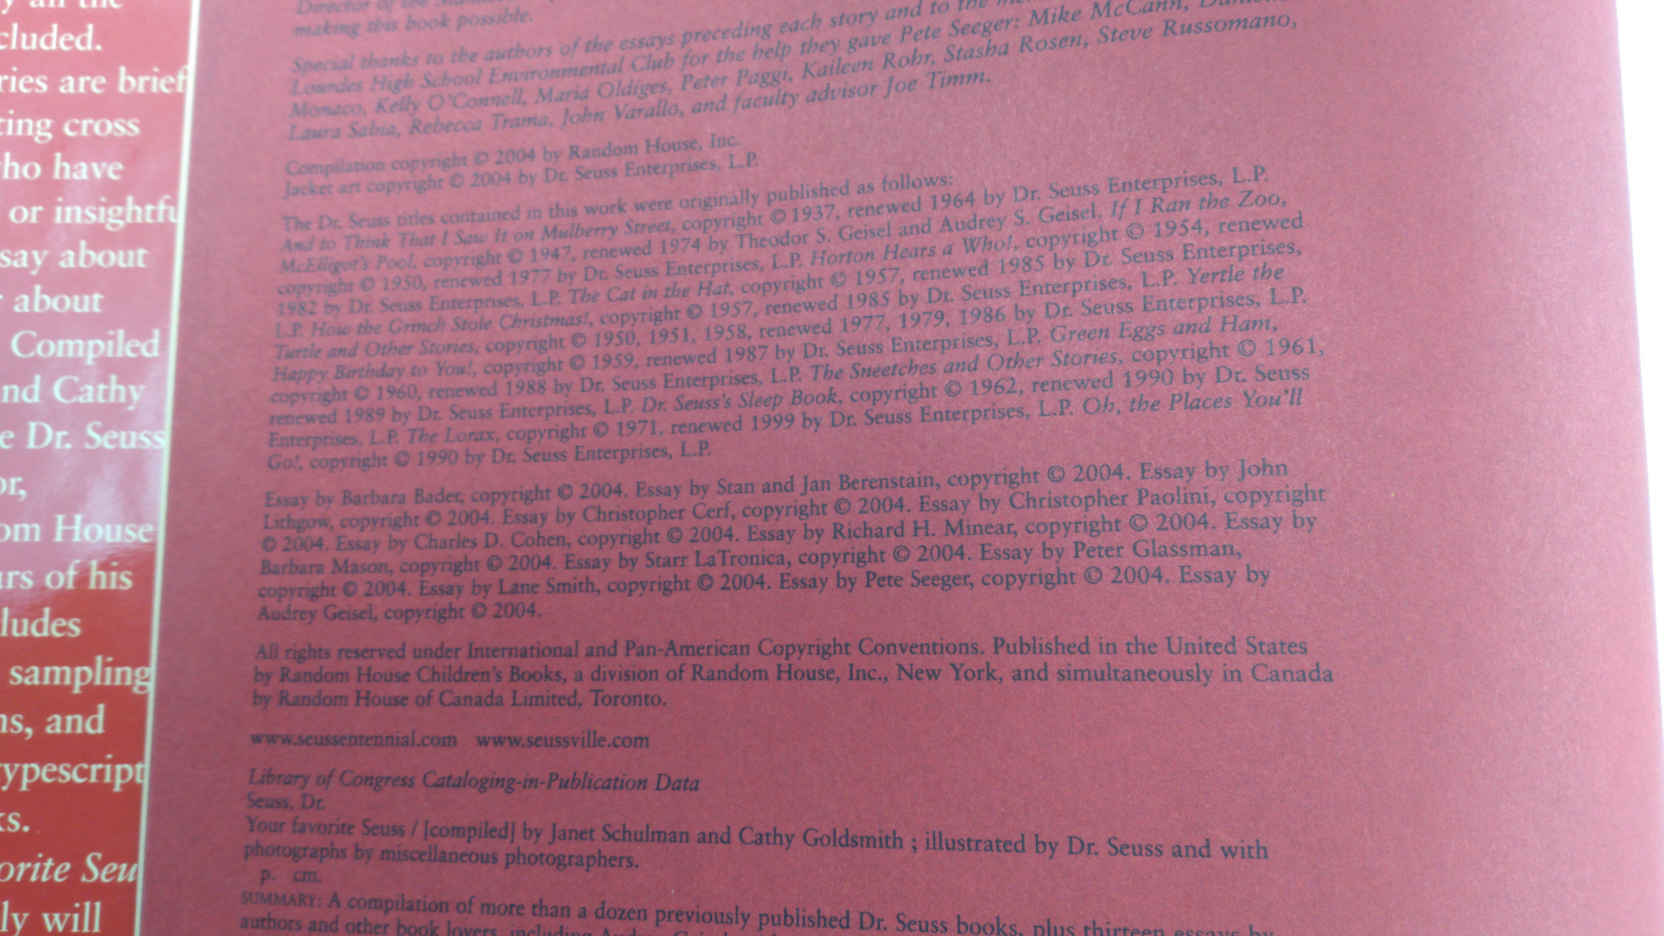 cluded.
ries are brief
ting cross
ho have
or insightfu
say about
about
Compiled
nd Cathy
e Dr. Seuss
or,
om House
urs of his
ludes
sampling
ns, and
typescript
ks.
orite Seu
ly will
making this book possible.
Special thanks to the authors of the essays preceding each story and to the
Lourdes High School Environmental Club for the help they gave Pete Seeger: Mike McCann,
Monaco, Kelly O'Connell, Maria Oldiges, Peter Paggi, Kaileen Rohr, Stasha Rosen, Steve Russomano,
Laura Sabia, Rebecca Trama, John Varallo, and faculty advisor Joe Timm.
Compilation copyright © 2004 by Random House, Inc.
Jacket art copyright © 2004 by Dr. Seuss Enterprises, L.P.
The Dr. Seuss titles contained in this work were originally published as follows:
And to Think That I Saw It on Mulberry Street, copyright © 1937, renewed 1964 by Dr. Seuss Enterprises, L.P.
McElligot's Pool, copyright © 1947, renewed 1974 by Theodor S. Geisel and Audrey S. Geisel. If I Ran the Zoo,
copyright © 1950, renewed 1977 by Dr. Seuss Enterprises, L.P. Horton Hears a Who!, copyright © 1954, renewed
1982 by Dr. Seuss Enterprises, L.P. The Cat in the Hat, copyright © 1957, renewed 1985 by Dr. Seuss Enterprises,
L.P. How the Grinch Stole Christmas!, copyright © 1957, renewed 1985 by Dr. Seuss Enterprises, L.P. Yertle the
Turtle and Other Stories, copyright © 1950, 1951, 1958, renewed 1977, 1979, 1986 by Dr. Seuss Enterprises, L.P.
Happy Birthday to You!, copyright © 1959, renewed 1987 by Dr. Seuss Enterprises, L.P. Green Eggs and Ham,
copyright © 1960, renewed 1988 by Dr. Seuss Enterprises, L.P. The Sneetches and Other Stories, copyright © 1961,
renewed 1989 by Dr. Seuss Enterprises, L.P. Dr. Seuss's Sleep Book, copyright © 1962, renewed 1990 by Dr. Seuss
Enterprises, L.P. The Lorax, copyright © 1971, renewed 1999 by Dr. Seuss Enterprises, L.P. Oh, the Places You'll
Go!, copyright © 1990 by Dr. Seuss Enterprises, L.P.
Essay by Barbara Bader, copyright © 2004. Essay by Stan and Jan Berenstain, copyright © 2004. Essay by John
Lithgow, copyright © 2004. Essay by Christopher Cerf, copyright © 2004. Essay by Christopher Paolini, copyright
© 2004. Essay by Charles D. Cohen, copyright © 2004. Essay by Richard H. Minear, copyright © 2004. Essay by
Barbara Mason, copyright © 2004. Essay by Starr LaTronica, copyright © 2004. Essay by Peter Glassman,
copyright © 2004. Essay by Lane Smith, copyright © 2004. Essay by Pete Seeger, copyright © 2004. Essay by
Audrey Geisel, copyright © 2004.
All rights reserved under International and Pan-American Copyright Conventions. Published in the United States
by Random House Children's Books, a division of Random House, Inc., New York, and simultaneously in Canada
by Random House of Canada Limited, Toronto.
www.seussentennial.com www.seussville.com
Library of Congress Cataloging-in-Publication Data
Seuss, Dr.
Your favorite Seuss / [compiled] by Janet Schulman and Cathy Goldsmith ; illustrated by Dr. Seuss and with
photographs by miscellaneous photographers.
p. cm.
SUMMARY: A compilation of more than a dozen previously published Dr. Seuss books, plus thirteen essays by
authors and other book lovers, including